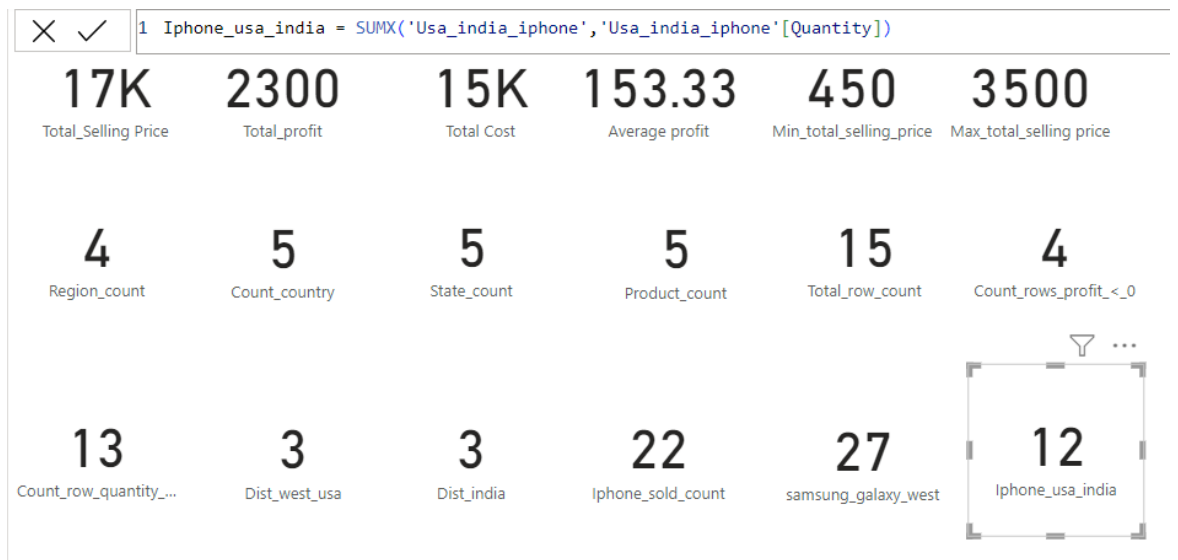 1 Iphone_usa_india = SUMX('Usa_india_iphone','Usa_india_iphone'[Quantity])
17K 2300 15K 153.33 450 3500
Total_Selling Price Total_profit Total Cost Average profit Min_total_selling_price Max_total_selling price
4 5 5 5 15 4
Region_count Count_country State_count Product_count Total_row_count Count_rows_profit_<_0
13 3 3 22 27 12
Count_row_quantity_... Dist_west_usa Dist_india Iphone_sold_count samsung_galaxy_west Iphone_usa_india